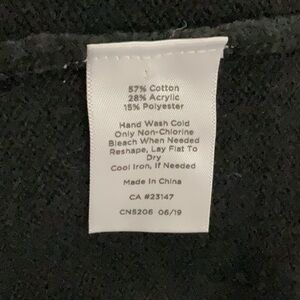 57% Cotton
28% Acrylic
15% Polyester
Hand Wash Cold
Only Non-Chlorine
Bleach When Needed
Reshape, Lay Flat To
Dry
Cool Iron, If Needed
Made In China
CA #23147
CN5206 06/19